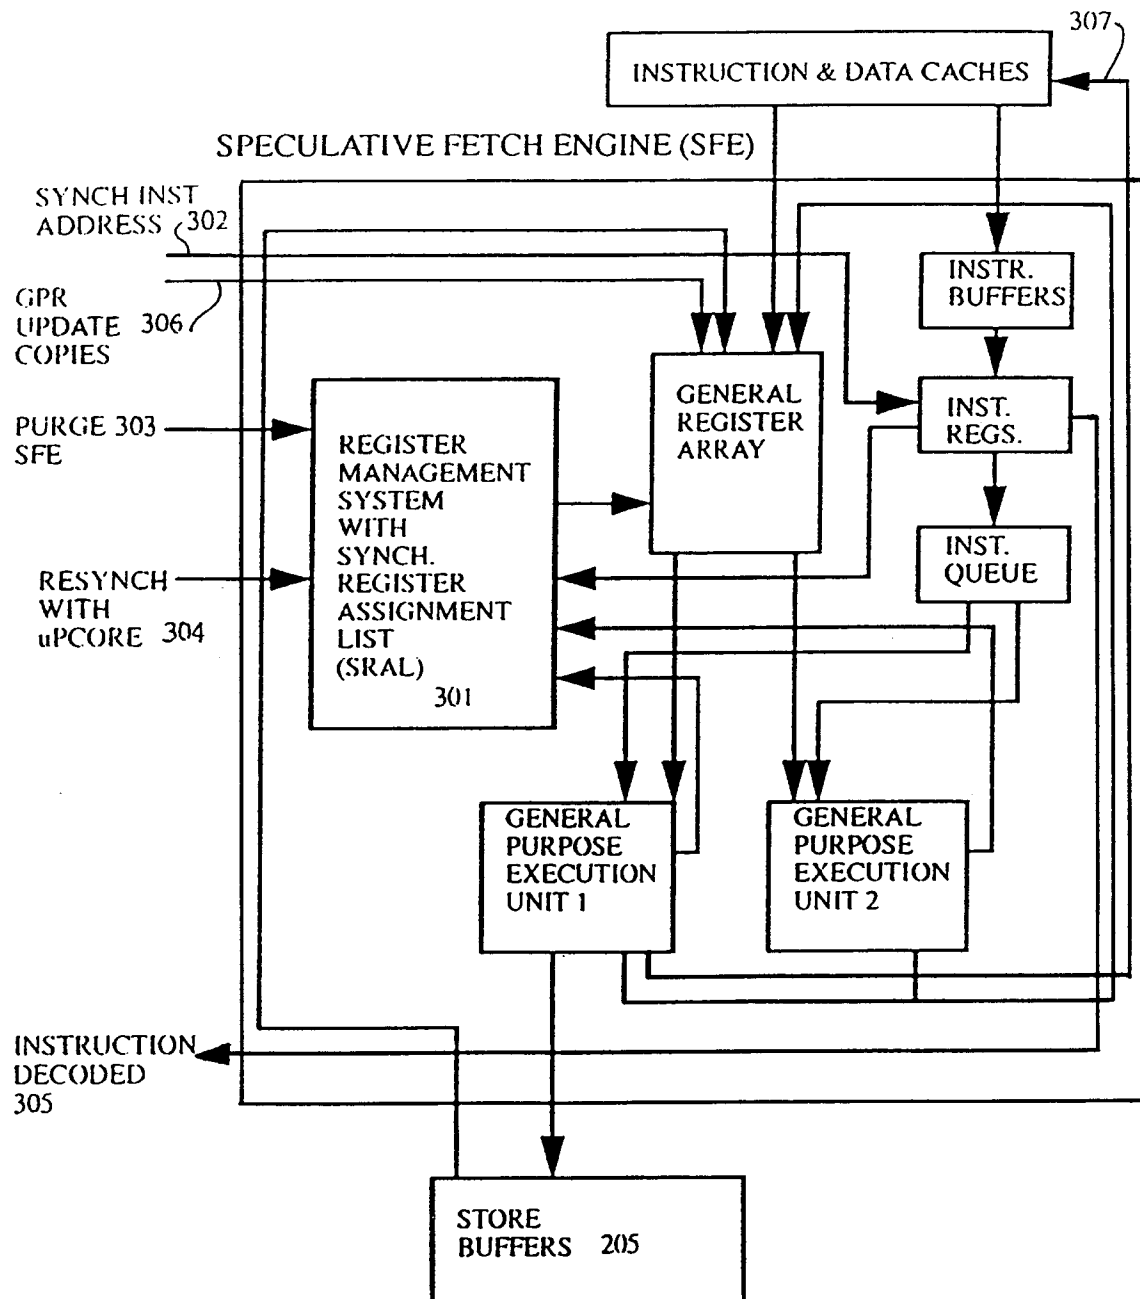 307
INSTRUCTION & DATA CACHES
SPECULATIVE FETCH ENGINE (SFE)
SYNCH INST
ADDRESS 302
GPR
UPDATE 306
COPIES
PURGE 303
SFE
RESYNCH
WITH
uPCORE 304
REGISTER
MANAGEMENT
SYSTEM
WITH
SYNCH.
REGISTER
ASSIGNMENT
LIST
(SRAL)
301
GENERAL
REGISTER
ARRAY
INSTR.
BUFFERS
INST.
REGS.
INST.
QUEUE
GENERAL
PURPOSE
EXECUTION
UNIT 1
GENERAL
PURPOSE
EXECUTION
UNIT 2
INSTRUCTION
DECODED
305
STORE
BUFFERS 205